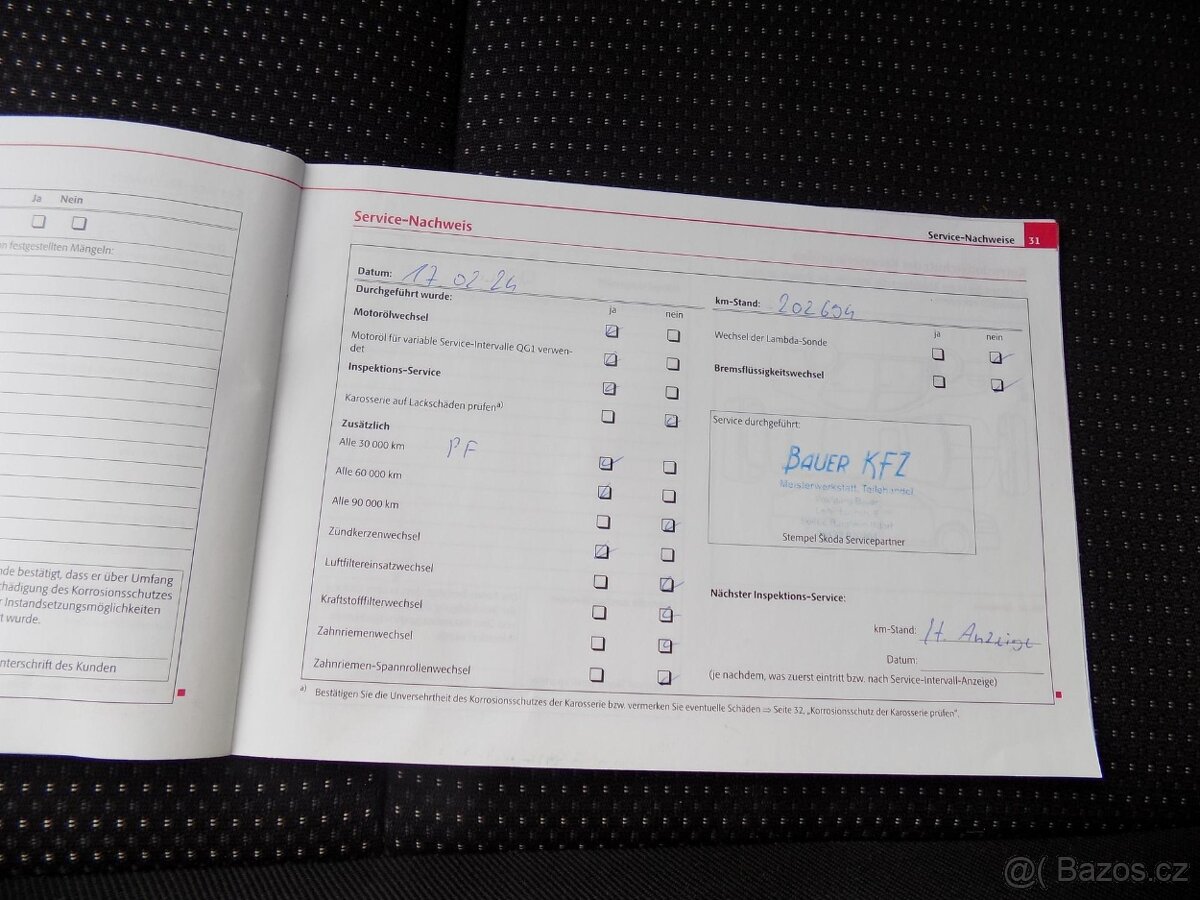 Ja Nein
festgestellten Mängeln:
nde bestätigt, dass er über Umfang
hädigung des Korrosionsschutzes
r Instandsetzungsmöglichkeiten
t wurde.
nterschrift des Kunden
Service-Nachweise 31
Service-Nachweis
Datum: 17.02.24
Durchgeführt wurde:
ja nein
Motorölwechsel
Motoröl für variable Service-Intervalle QG1 verwen-
det
Inspektions-Service
Karosserie auf Lackschäden prüfen a)
Zusätzlich
Alle 30 000 km PF
Alle 60 000 km
Alle 90 000 km
Zündkerzenwechsel
Luftfiltereinsatzwechsel
Kraftstofffilterwechsel
Zahnriemenwechsel
Zahnriemen-Spannrollenwechsel
km-Stand: 202694
ja nein
Wechsel der Lambda-Sonde
Bremsflüssigkeitswechsel
Service durchgeführt:
BAUER KFZ
Meisterwerkstatt, Teilehandel
Stempel Škoda Servicepartner
Nächster Inspektions-Service:
km-Stand: lt. Anzeige
Datum:
(je nachdem, was zuerst eintritt bzw. nach Service-Intervall-Anzeige)
a) Bestätigen Sie die Unversehrtheit des Korrosionsschutzes der Karosserie bzw. vermerken Sie eventuelle Schäden ⇒ Seite 32, „Korrosionsschutz der Karosserie prüfen“.
@( Bazos.cz